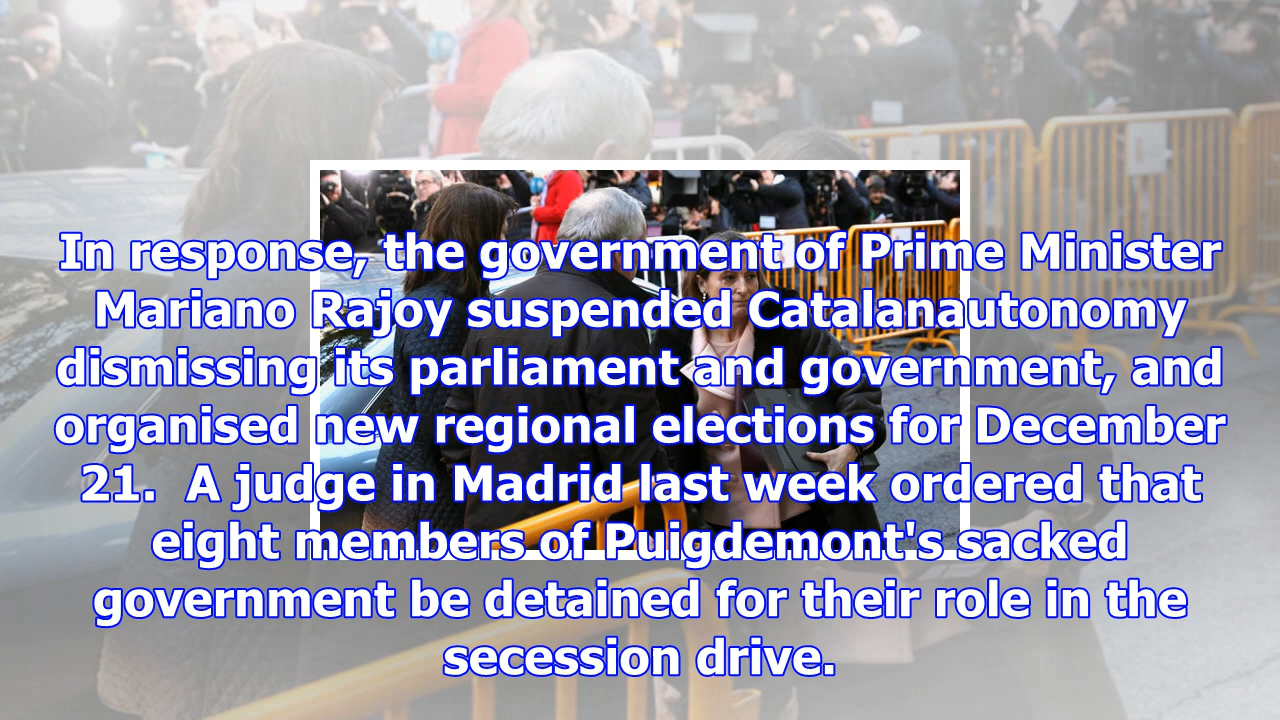 In response, the government of Prime Minister
Mariano Rajoy suspended Catalanautonomy
dismissing its parliament and government, and
organised new regional elections for December
21.  A judge in Madrid last week ordered that
eight members of Puigdemont's sacked
government be detained for their role in the
secession drive.